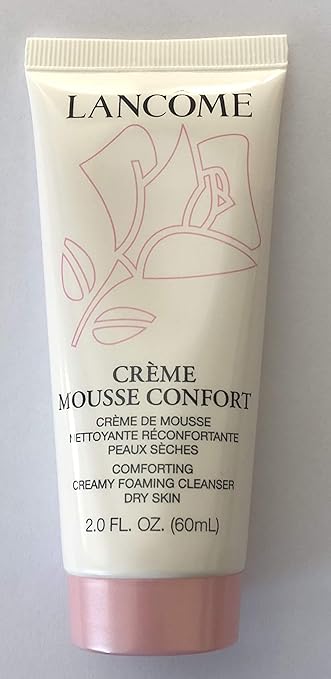 LANCÔME
CRÈME
MOUSSE CONFORT
CRÈME DE MOUSSE
NETTOYANTE RÉCONFORTANTE
PEAUX SÈCHES
COMFORTING
CREAMY FOAMING CLEANSER
DRY SKIN
2.0 FL. OZ. (60mL)